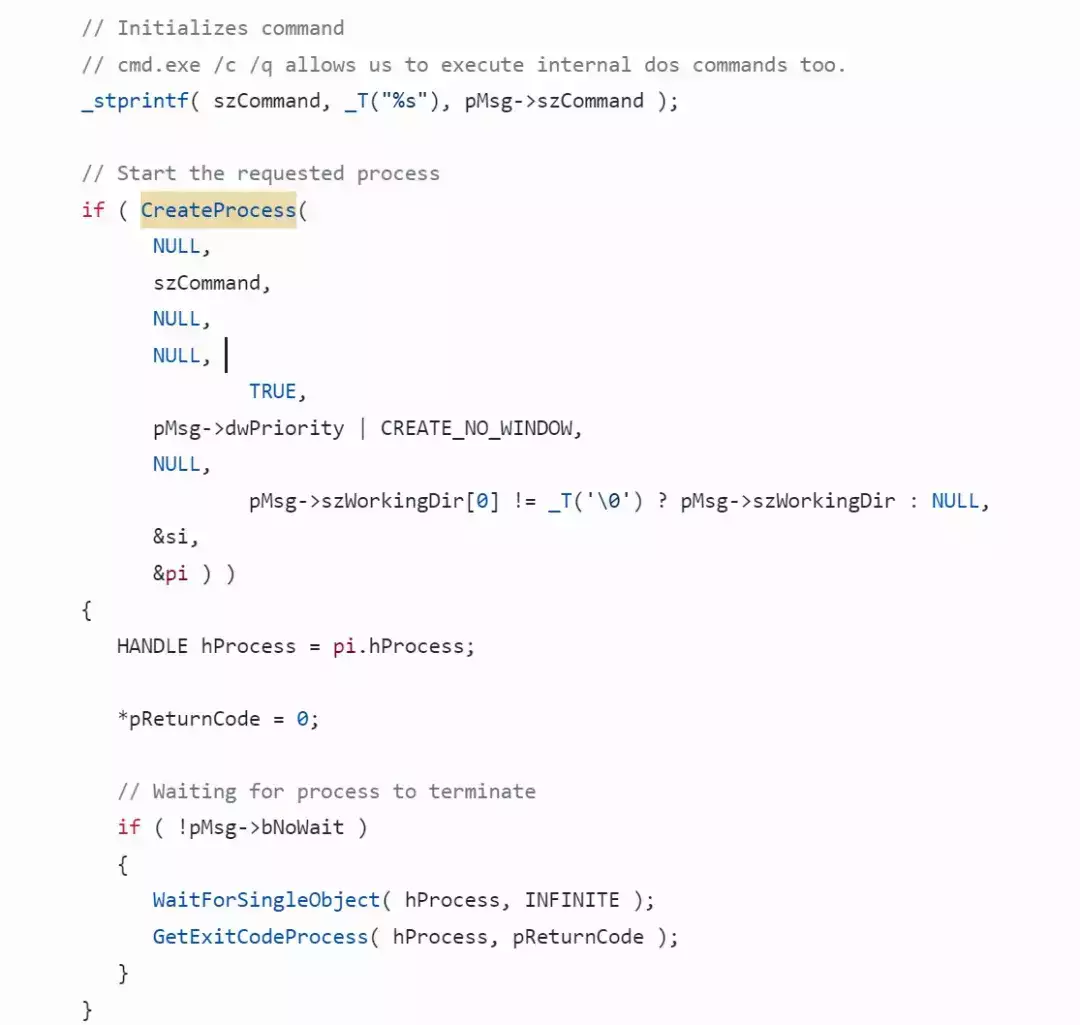 // Initializes command
// cmd.exe /c /q allows us to execute internal dos commands too.
_stprintf( szCommand, _T("%s"), pMsg->szCommand );
// Start the requested process
if ( CreateProcess(
NULL,
szCommand,
NULL,
NULL,
TRUE,
pMsg->dwPriority | CREATE_NO_WINDOW,
NULL,
pMsg->szWorkingDir[0] != _T('\0') ? pMsg->szWorkingDir : NULL,
&si,
&pi ) )
{
HANDLE hProcess = pi.hProcess;
*pReturnCode = 0;
// Waiting for process to terminate
if ( !pMsg->bNoWait )
{
WaitForSingleObject( hProcess, INFINITE );
GetExitCodeProcess( hProcess, pReturnCode );
}
}